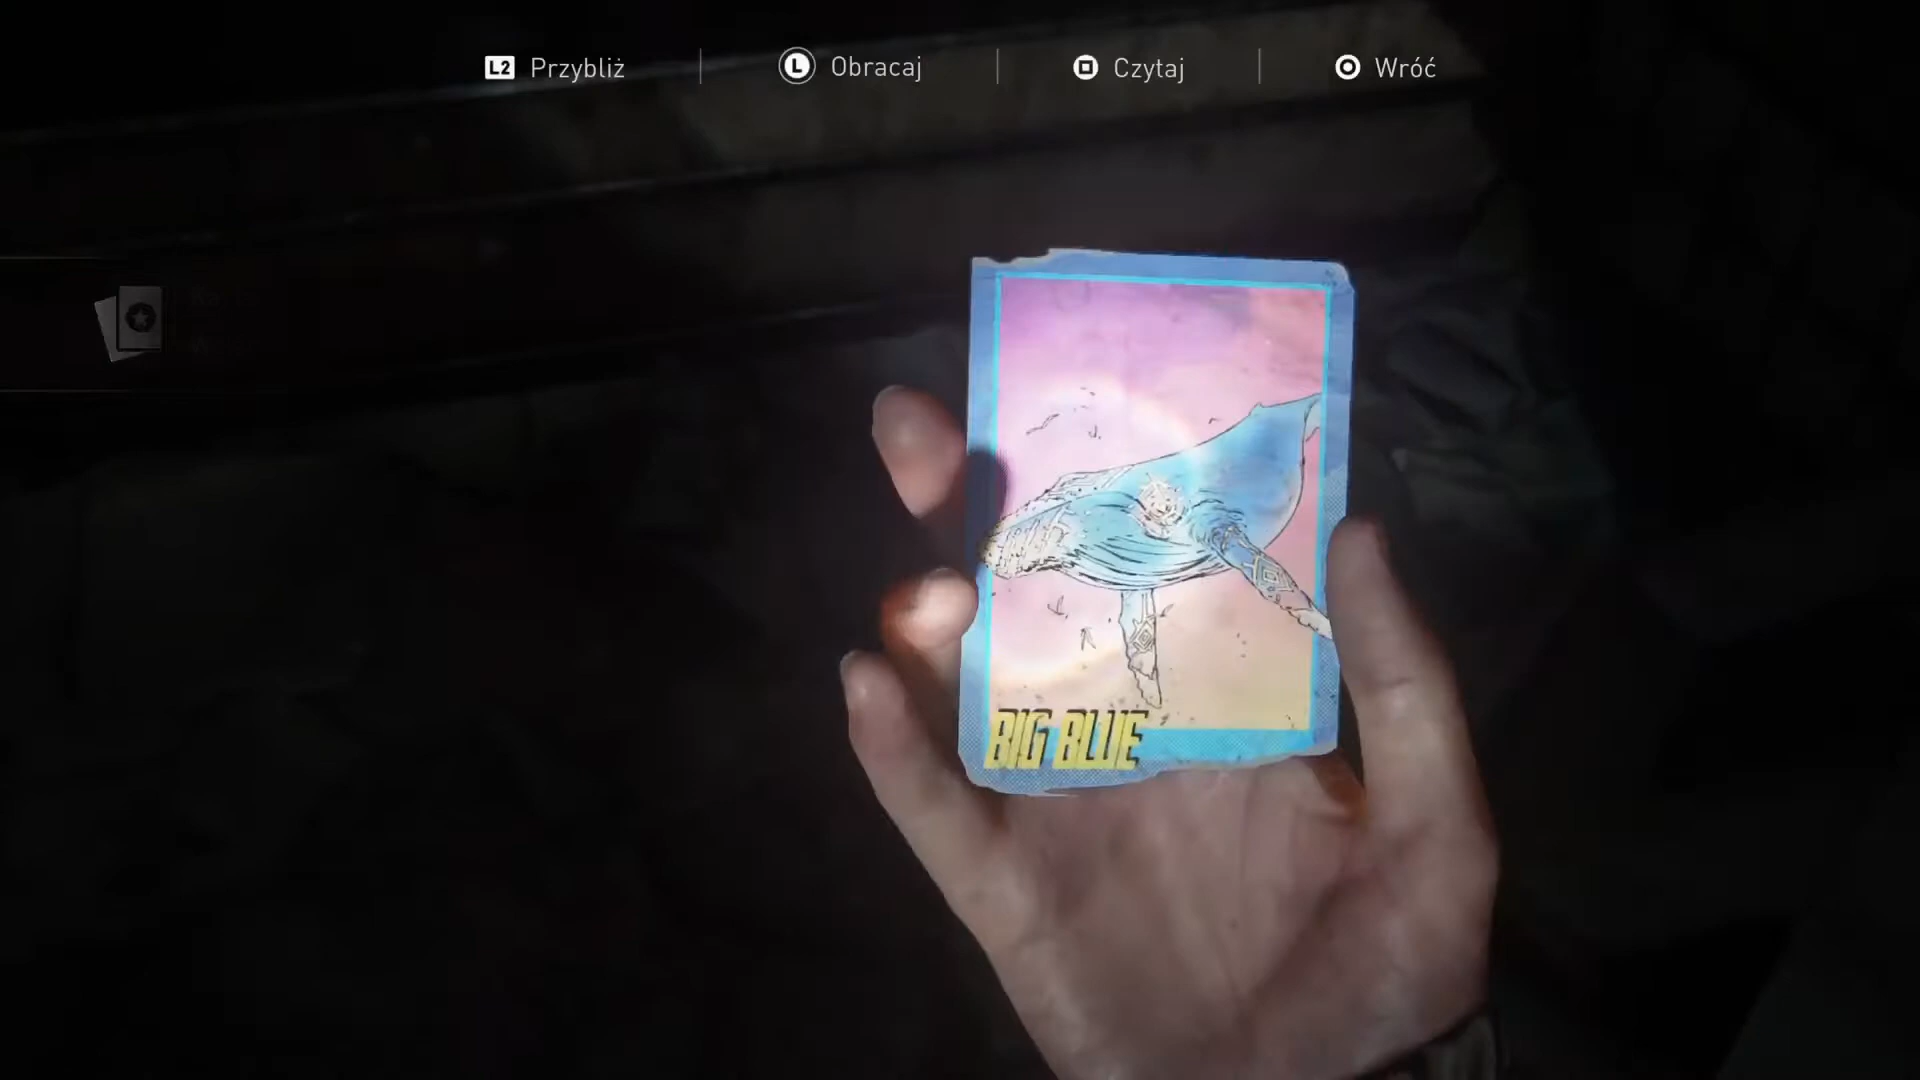 L2 Przybliż
L Obracaj
Czytaj
Wróć
BIG BLUE